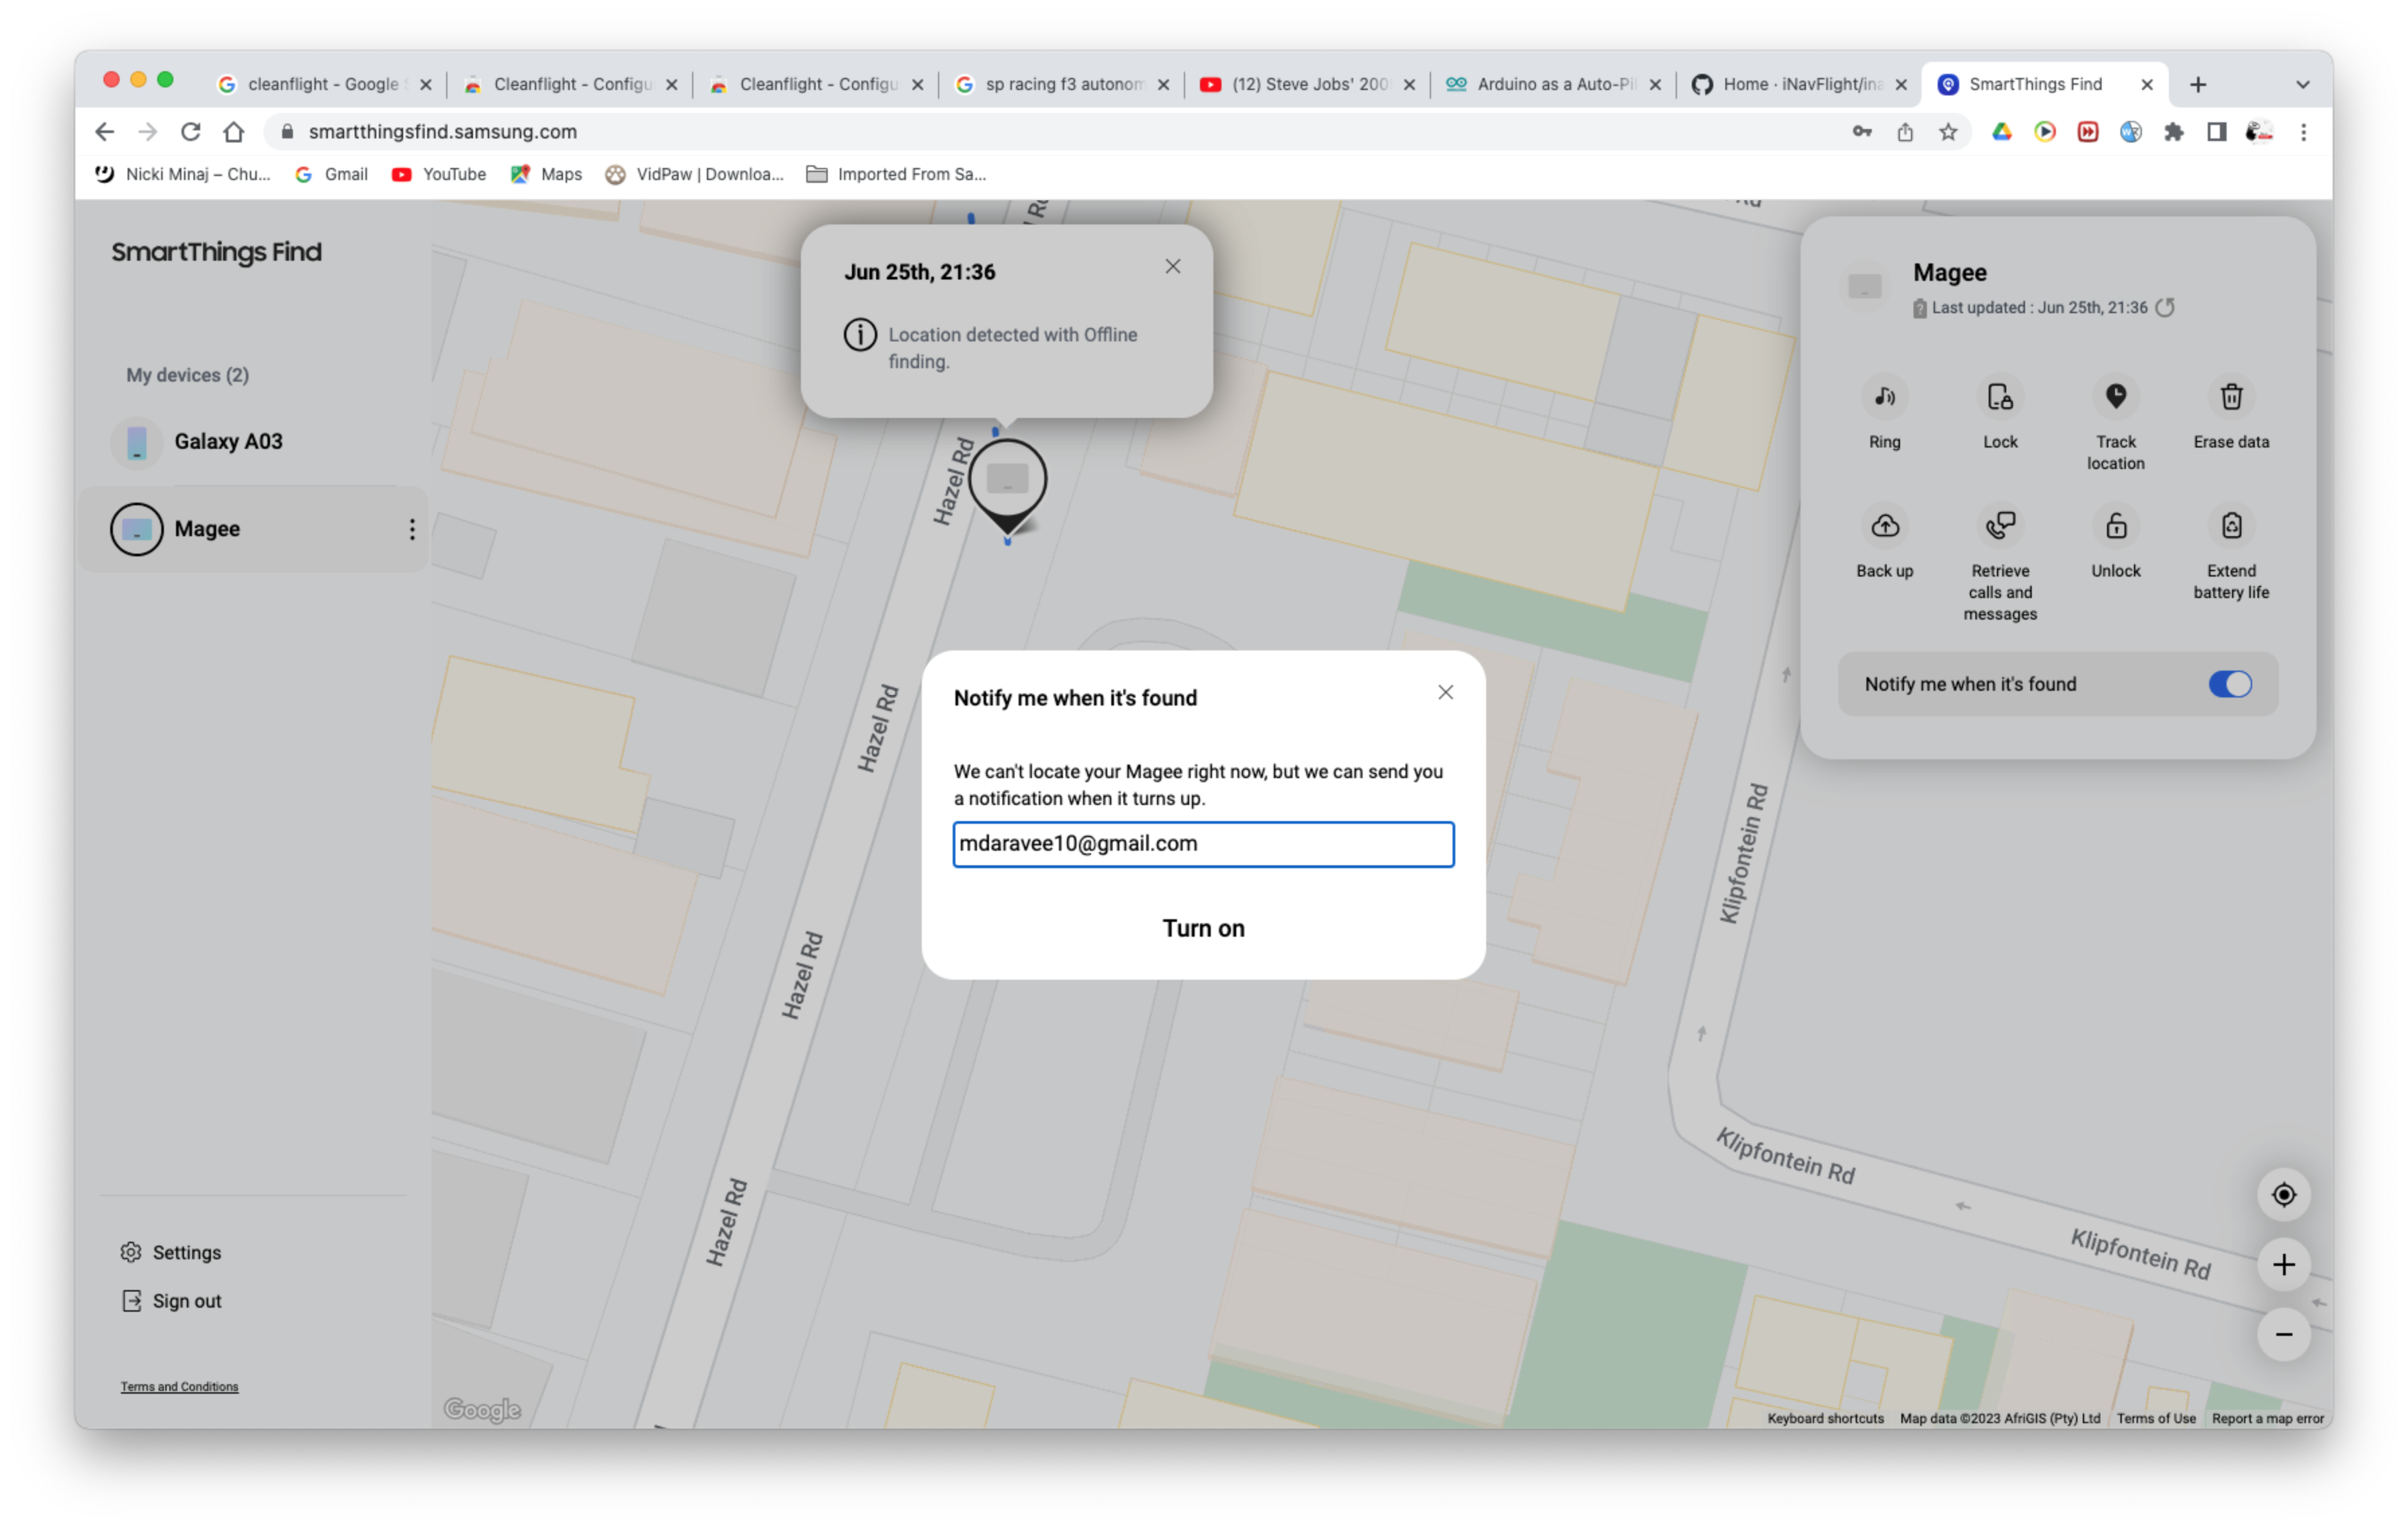 cleanflight - Google
Cleanflight - Configu
Cleanflight - Configu
sp racing f3 autonom
(12) Steve Jobs' 200
Arduino as a Auto-Pil
Home · iNavFlight/ina
SmartThings Find
smartthingsfind.samsung.com
Nicki Minaj – Chu...
Gmail
YouTube
Maps
VidPaw | Downloa...
Imported From Sa...
SmartThings Find
My devices (2)
Galaxy A03
Magee
Settings
Sign out
Terms and Conditions
Jun 25th, 21:36
Location detected with Offline
finding.
Hazel Rd
Hazel Rd
Hazel Rd
Hazel Rd
Notify me when it's found
We can't locate your Magee right now, but we can send you
a notification when it turns up.
mdaravee10@gmail.com
Turn on
Magee
Last updated : Jun 25th, 21:36
Ring
Lock
Track
location
Erase data
Back up
Retrieve
calls and
messages
Unlock
Extend
battery life
Notify me when it's found
Klipfontein Rd
Klipfontein Rd
Klipfontein Rd
Google
Keyboard shortcuts
Map data ©2023 AfriGIS (Pty) Ltd
Terms of Use
Report a map error